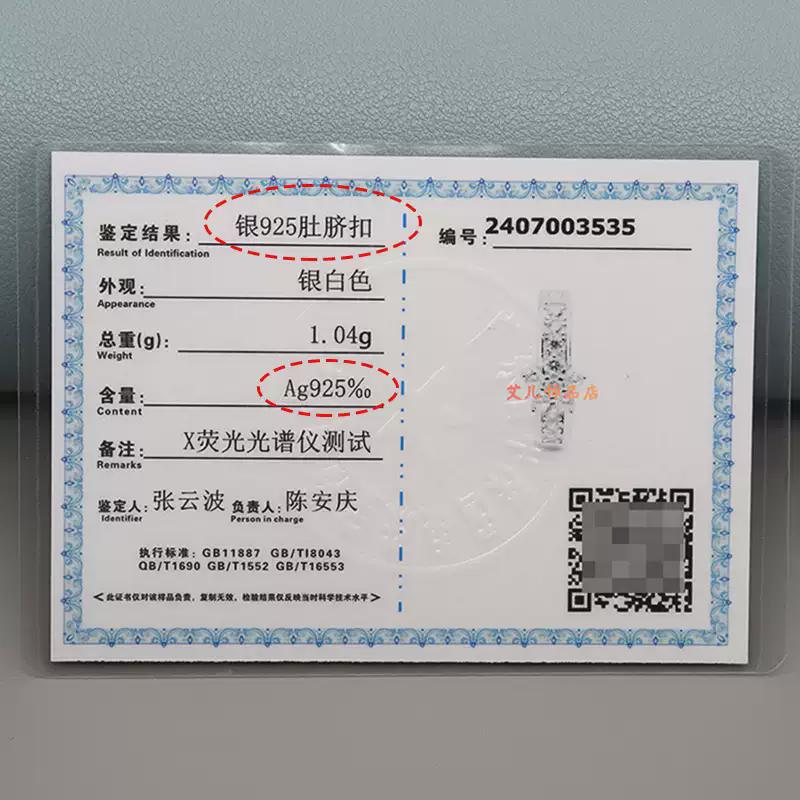 鉴定结果: 银925肚脐扣
Result of Identification
外观: 银白色
Appearance
总重(g): 1.04g
Weight
含量: Ag925‰
Content
备注: X荧光光谱仪测试
Remarks
鉴定人: 张云波 负责人: 陈安庆
Identifier Person in charge
执行标准: GB11887 GB/TI8043
QB/T1690 GB/T1552 GB/T16553
<此证书仅对该样品负责, 复制无效, 检验结果仅反映当时科学技术水平>
编号: 2407003535
艾儿 品店